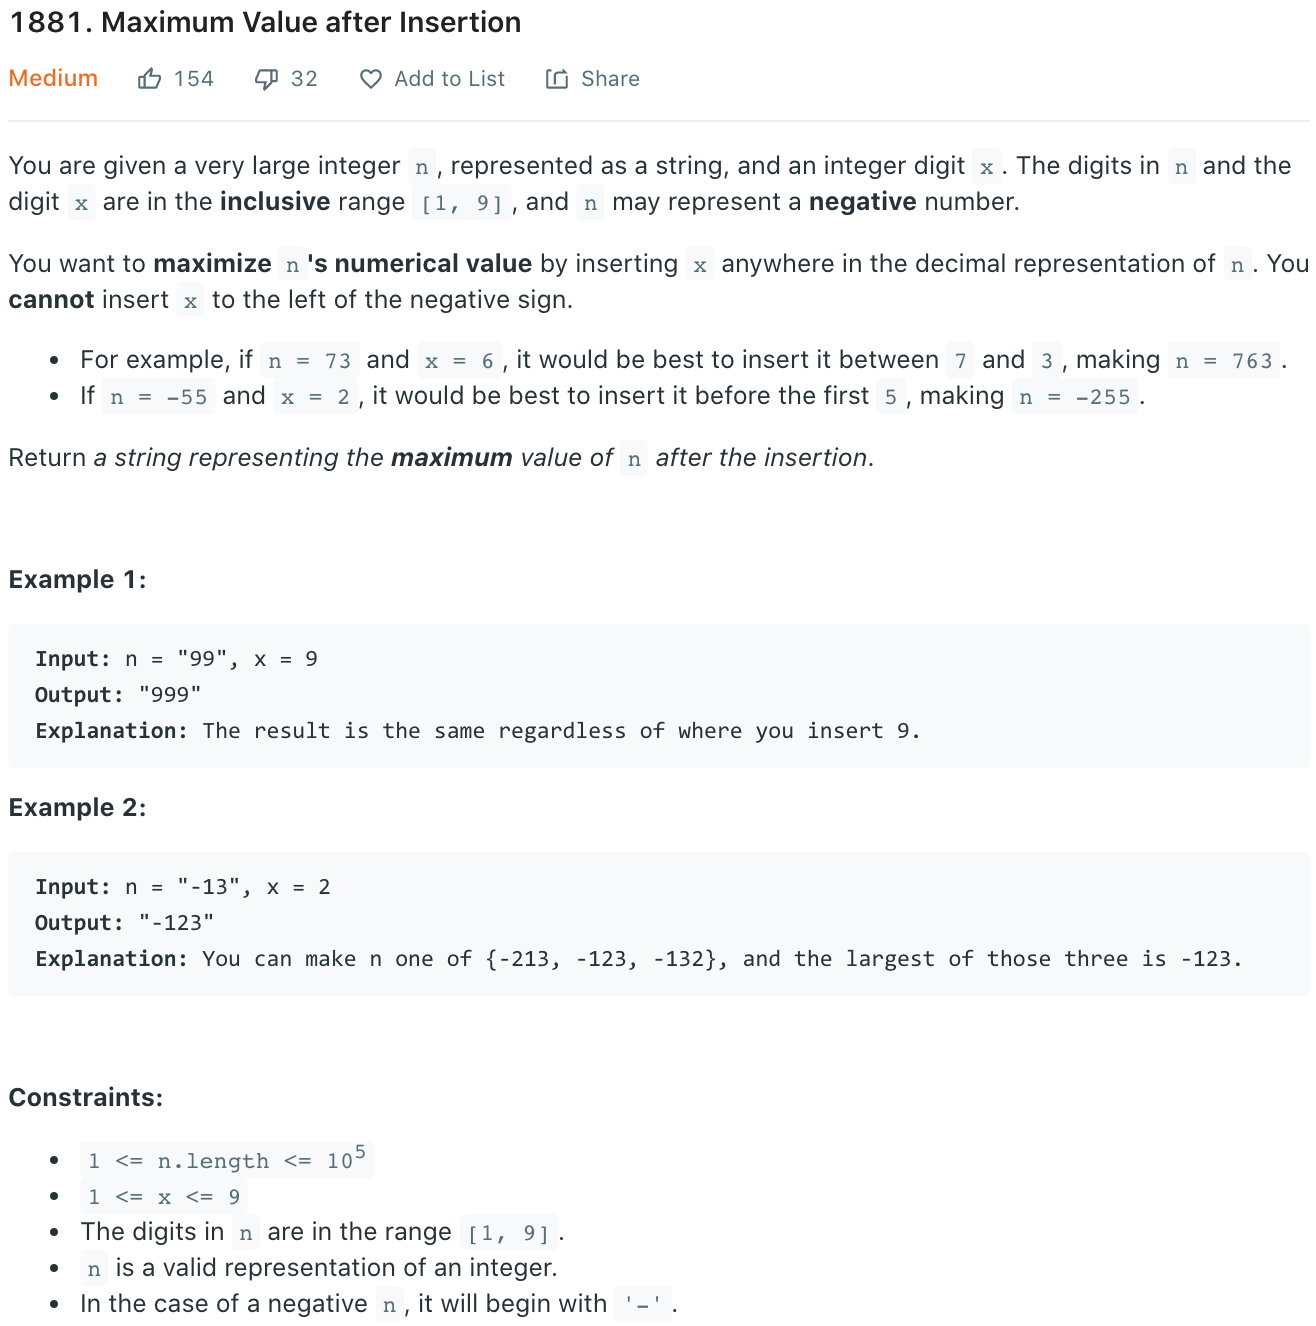 1881. Maximum Value after Insertion
Medium 154 32 Add to List Share
You are given a very large integer n, represented as a string, and an integer digit x. The digits in n and the
digit x are in the inclusive range [1, 9], and n may represent a negative number.
You want to maximize n's numerical value by inserting x anywhere in the decimal representation of n. You
cannot insert x to the left of the negative sign.
• For example, if n = 73 and x = 6, it would be best to insert it between 7 and 3, making n = 763.
• If n = -55 and x = 2, it would be best to insert it before the first 5, making n = -255.
Return a string representing the maximum value of n after the insertion.
Example 1:
Input: n = "99", x = 9
Output: "999"
Explanation: The result is the same regardless of where you insert 9.
Example 2:
Input: n = "-13", x = 2
Output: "-123"
Explanation: You can make n one of {-213, -123, -132}, and the largest of those three is -123.
Constraints:
• 1 <= n.length <= 10⁵
• 1 <= x <= 9
• The digits in n are in the range [1, 9].
• n is a valid representation of an integer.
• In the case of a negative n, it will begin with '-'.